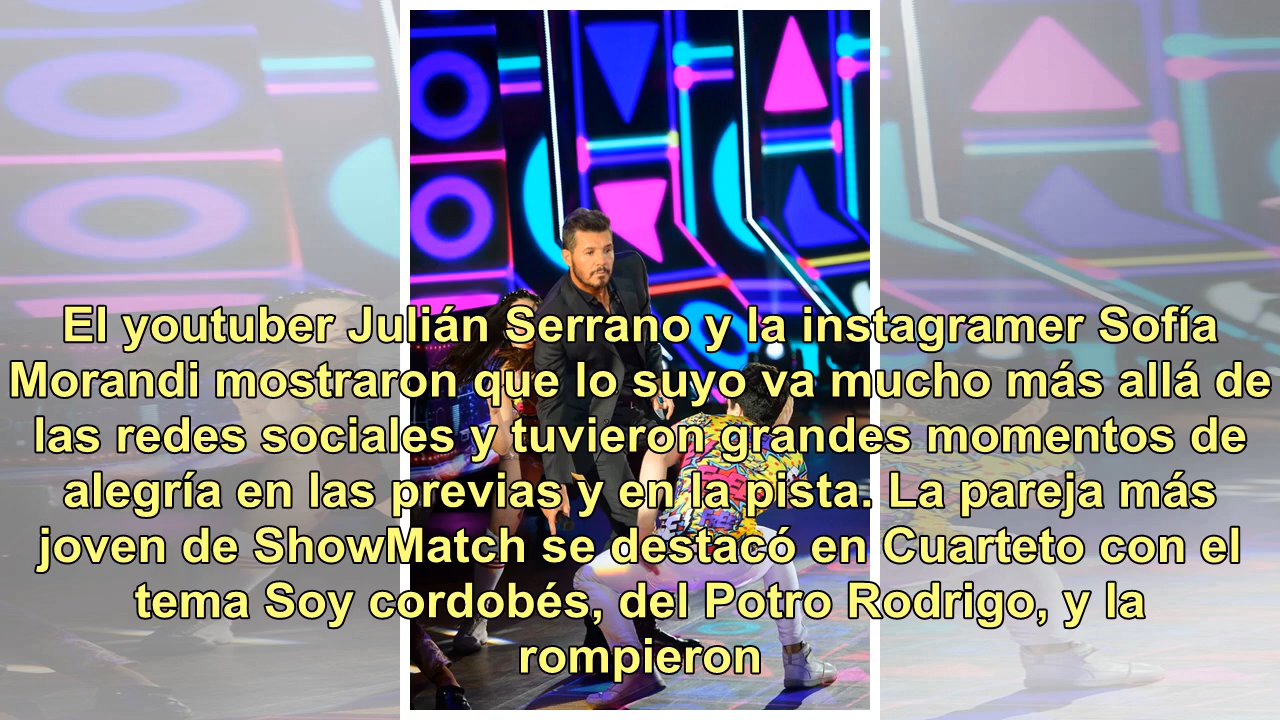 El youtuber Julián Serrano y la instagramer Sofía
Morandi mostraron que lo suyo va mucho más allá de
las redes sociales y tuvieron grandes momentos de
alegría en las previas y en la pista. La pareja más
joven de ShowMatch se destacó en Cuarteto con el
tema Soy cordobés, del Potro Rodrigo, y la
rompieron